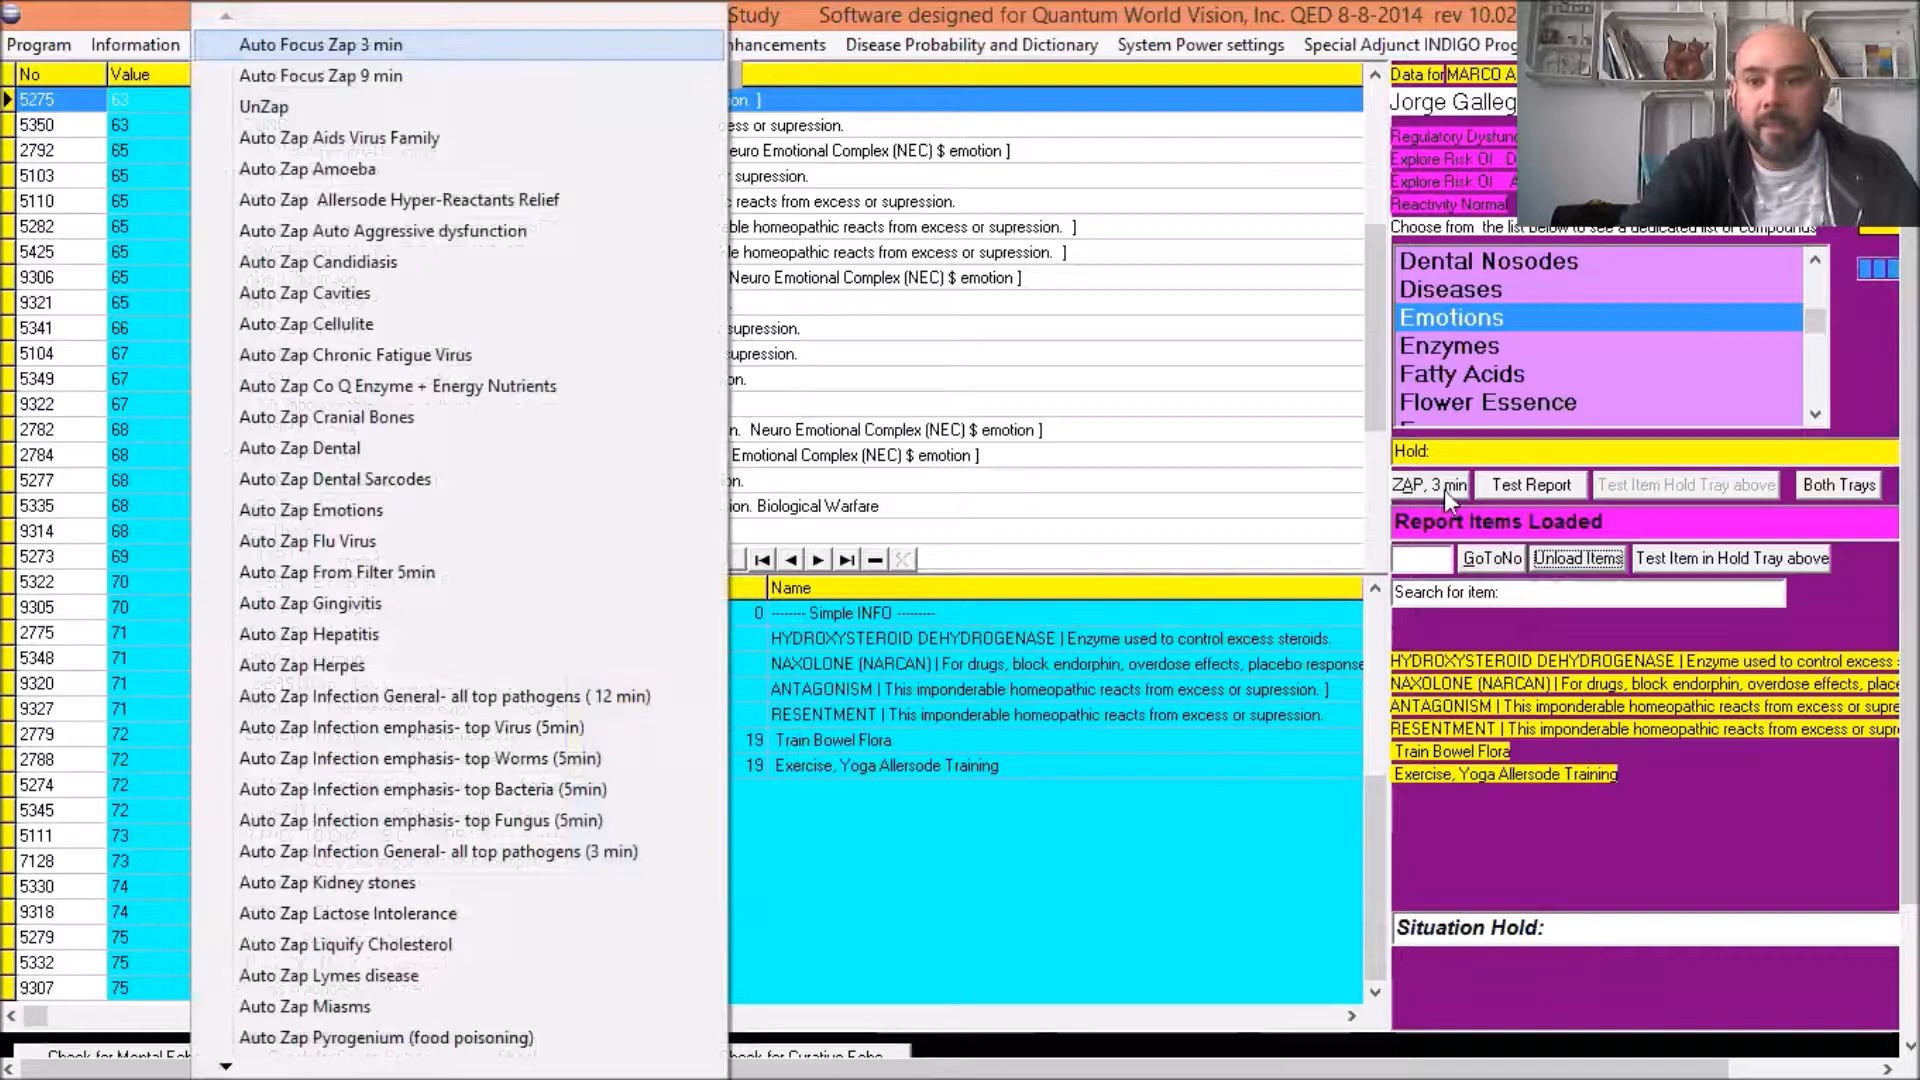 Study Software designed for Quantum World Vision, Inc. QED 8-8-2014 rev 10.02
Program Information nhancements Disease Probability and Dictionary System Power settings Special Adjunct INDIGO Prog
No Value
5275 63
5350 63
2792 65
5103 65
5110 65
5282 65
5425 65
9306 65
9321 65
5341 66
5104 67
5349 67
9322 67
2782 68
2784 68
5277 68
5335 68
9314 68
5273 69
5322 70
9305 70
2775 71
5348 71
9320 71
9327 71
2779 72
2788 72
5274 72
5345 72
5111 73
7128 73
5330 74
9318 74
5279 75
5332 75
9307 75
Auto Focus Zap 3 min
Auto Focus Zap 9 min
UnZap
Auto Zap Aids Virus Family
Auto Zap Amoeba
Auto Zap Allersode Hyper-Reactants Relief
Auto Zap Auto Aggressive dysfunction
Auto Zap Candidiasis
Auto Zap Cavities
Auto Zap Cellulite
Auto Zap Chronic Fatigue Virus
Auto Zap Co Q Enzyme + Energy Nutrients
Auto Zap Cranial Bones
Auto Zap Dental
Auto Zap Dental Sarcodes
Auto Zap Emotions
Auto Zap Flu Virus
Auto Zap From Filter 5min
Auto Zap Gingivitis
Auto Zap Hepatitis
Auto Zap Herpes
Auto Zap Infection General- all top pathogens ( 12 min)
Auto Zap Infection emphasis- top Virus (5min)
Auto Zap Infection emphasis- top Worms (5min)
Auto Zap Infection emphasis- top Bacteria (5min)
Auto Zap Infection emphasis- top Fungus (5min)
Auto Zap Infection General- all top pathogens (3 min)
Auto Zap Kidney stones
Auto Zap Lactose Intolerance
Auto Zap Liquify Cholesterol
Auto Zap Lymes disease
Auto Zap Miasms
Auto Zap Pyrogenium (food poisoning)
on. ]
ess or supression.
euro Emotional Complex (NEC) $ emotion ]
r supression.
c reacts from excess or supression.
ble homeopathic reacts from excess or supression. ]
e homeopathic reacts from excess or supression. ]
Neuro Emotional Complex (NEC) $ emotion ]
supression.
upression.
on.
n. Neuro Emotional Complex (NEC) $ emotion ]
Emotional Complex (NEC) $ emotion ]
on.
ion. Biological Warfare
Name
0 -------- Simple INFO ---------
HYDROXYSTEROID DEHYDROGENASE | Enzyme used to control excess steroids.
NAXOLONE (NARCAN) | For drugs, block endorphin, overdose effects, placebo response
ANTAGONISM | This imponderable homeopathic reacts from excess or supression. ]
RESENTMENT | This imponderable homeopathic reacts from excess or supression.
19 Train Bowel Flora
19 Exercise, Yoga Allersode Training
Data for MARCO A
Jorge Galleg
Regulatory Dysfunc
Explore Risk Of D
Explore Risk Of A
Reactivity Normal
Choose from the list below to see a dedicated list of compounds
Dental Nosodes
Diseases
Emotions
Enzymes
Fatty Acids
Flower Essence
Hold:
ZAP, 3 min Test Report Test Item Hold Tray above Both Trays
Report Items Loaded
GoToNo Unload Items Test Item in Hold Tray above
Search for item:
HYDROXYSTEROID DEHYDROGENASE | Enzyme used to control excess
NAXOLONE (NARCAN) | For drugs, block endorphin, overdose effects, place
ANTAGONISM | This imponderable homeopathic reacts from excess or supre
RESENTMENT | This imponderable homeopathic reacts from excess or supr
Train Bowel Flora
Exercise, Yoga Allersode Training
Situation Hold: